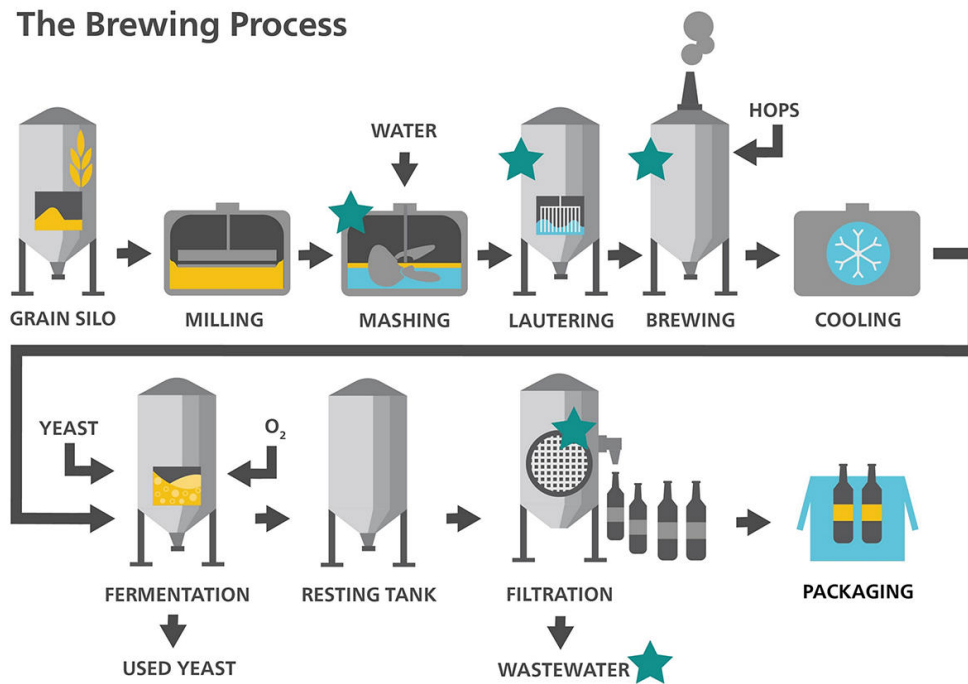 The Brewing Process
WATER
HOPS
GRAIN SILO
MILLING
MASHING
LAUTERING
BREWING
COOLING
YEAST
O₂
FERMENTATION
RESTING TANK
FILTRATION
PACKAGING
USED YEAST
WASTEWATER